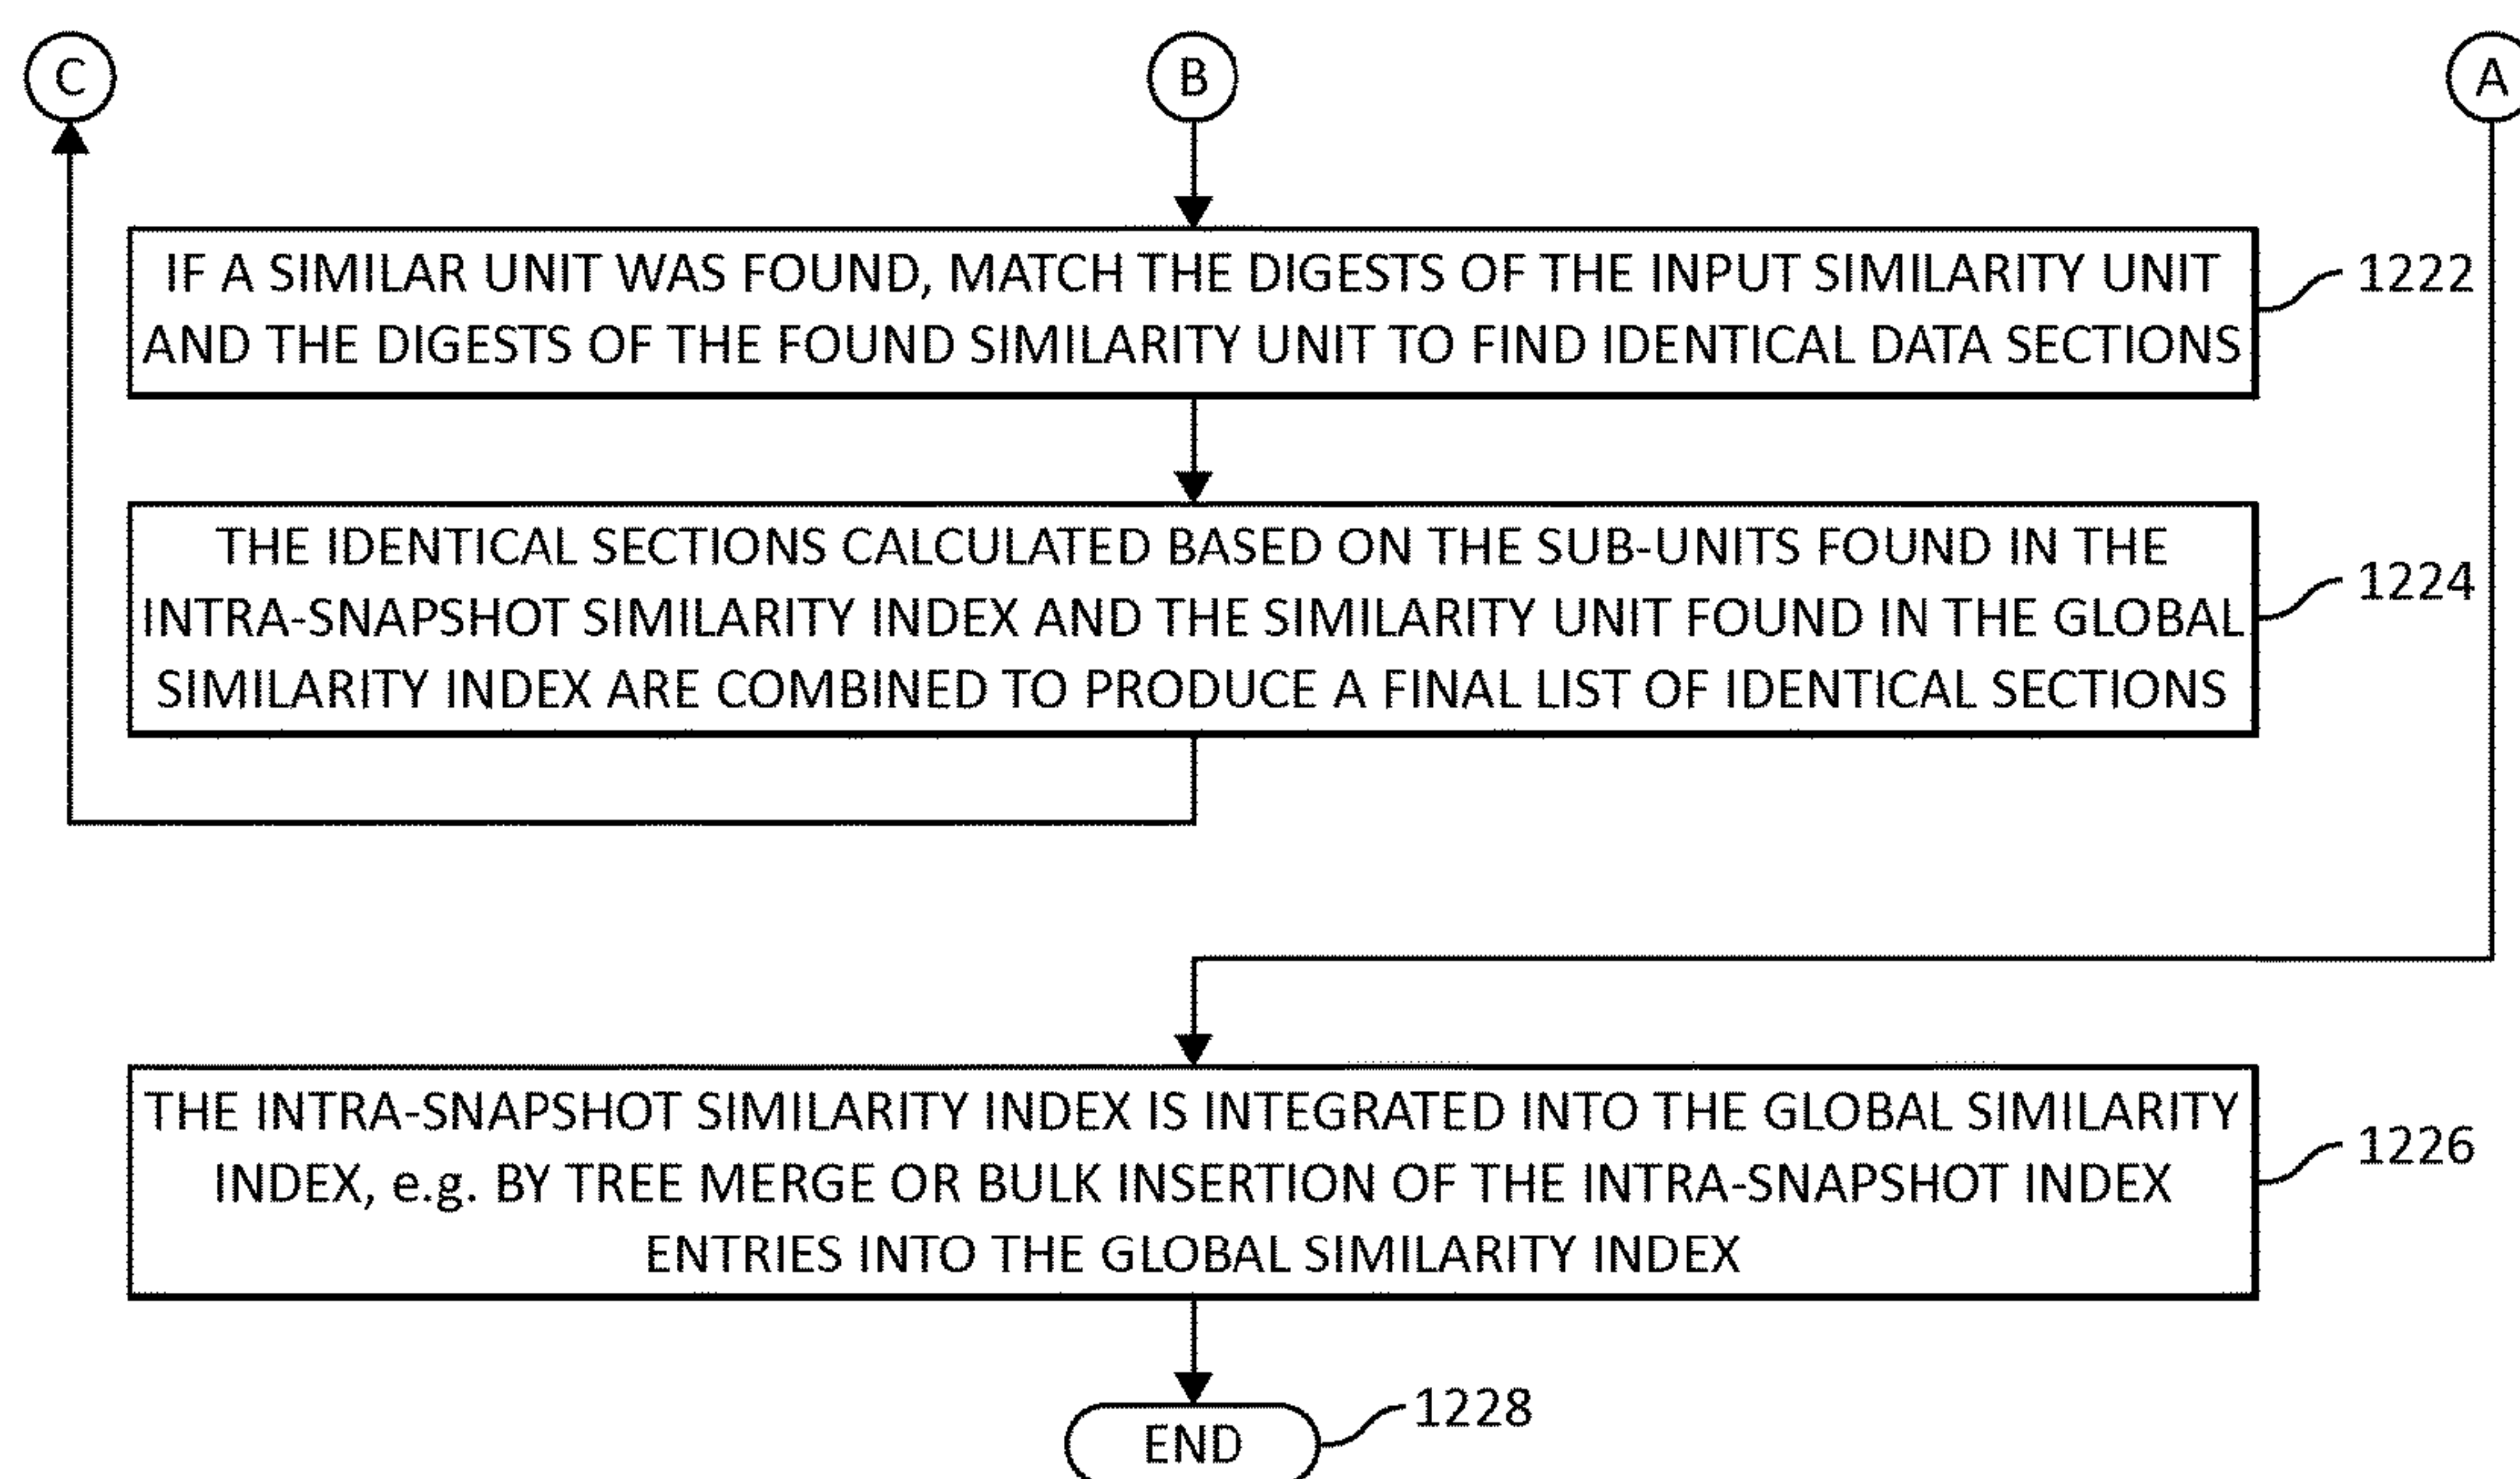 C
B
A
IF A SIMILAR UNIT WAS FOUND, MATCH THE DIGESTS OF THE INPUT SIMILARITY UNIT
AND THE DIGESTS OF THE FOUND SIMILARITY UNIT TO FIND IDENTICAL DATA SECTIONS
1222
THE IDENTICAL SECTIONS CALCULATED BASED ON THE SUB-UNITS FOUND IN THE
INTRA-SNAPSHOT SIMILARITY INDEX AND THE SIMILARITY UNIT FOUND IN THE GLOBAL
SIMILARITY INDEX ARE COMBINED TO PRODUCE A FINAL LIST OF IDENTICAL SECTIONS
1224
THE INTRA-SNAPSHOT SIMILARITY INDEX IS INTEGRATED INTO THE GLOBAL SIMILARITY
INDEX, e.g. BY TREE MERGE OR BULK INSERTION OF THE INTRA-SNAPSHOT INDEX
ENTRIES INTO THE GLOBAL SIMILARITY INDEX
1226
END
1228